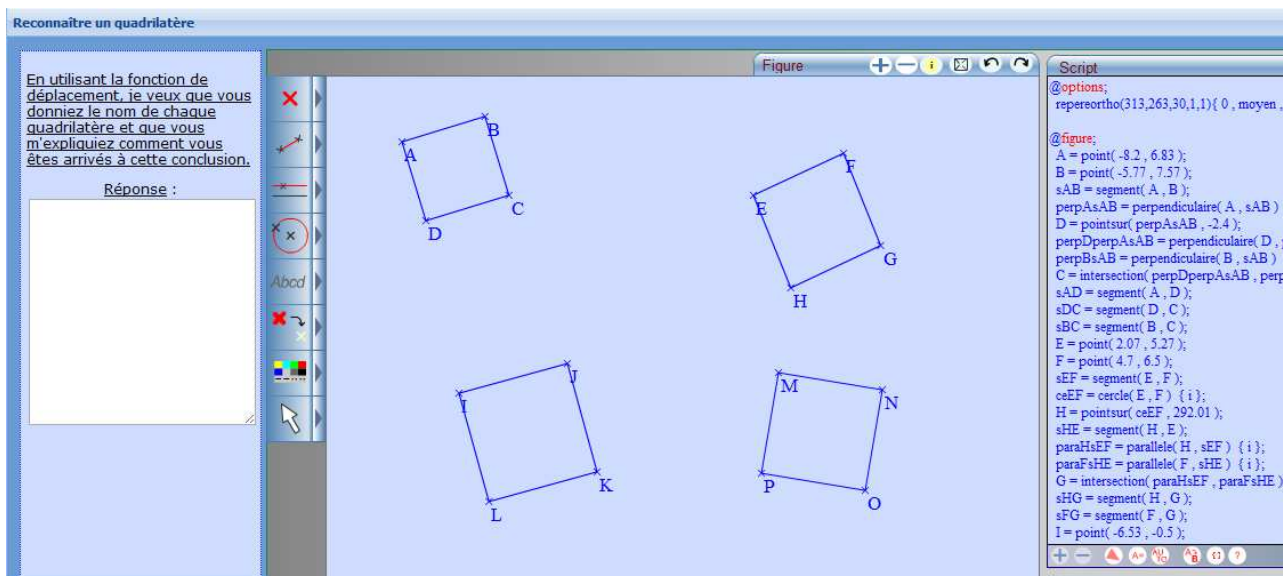 Reconnaître un quadrilatère
En utilisant la fonction de
déplacement, je veux que vous
donniez le nom de chaque
quadrilatère et que vous
m'expliquiez comment vous
êtes arrivés à cette conclusion.
Réponse :
Abcd
Figure
A
B
C
D
E
F
G
H
I
J
K
L
M
N
O
P
Script
@options;
repereortho(313,263,30,1,1){ 0 , moyen ,
@figure;
A = point( -8.2 , 6.83 );
B = point( -5.77 , 7.57 );
sAB = segment( A , B );
perpAsAB = perpendiculaire( A , sAB )
D = pointsur( perpAsAB , -2.4 );
perpDperpAsAB = perpendiculaire( D ,
perpBsAB = perpendiculaire( B , sAB )
C = intersection( perpDperpAsAB , perp
sAD = segment( A , D );
sDC = segment( D , C );
sBC = segment( B , C );
E = point( 2.07 , 5.27 );
F = point( 4.7 , 6.5 );
sEF = segment( E , F );
ceEF = cercle( E , F ) { i };
H = pointsur( ceEF , 292.01 );
sHE = segment( H , E );
paraHsEF = parallele( H , sEF ) { i };
paraFsHE = parallele( F , sHE ) { i };
G = intersection( paraHsEF , paraFsHE )
sHG = segment( H , G );
sFG = segment( F , G );
I = point( -6.53 , -0.5 );